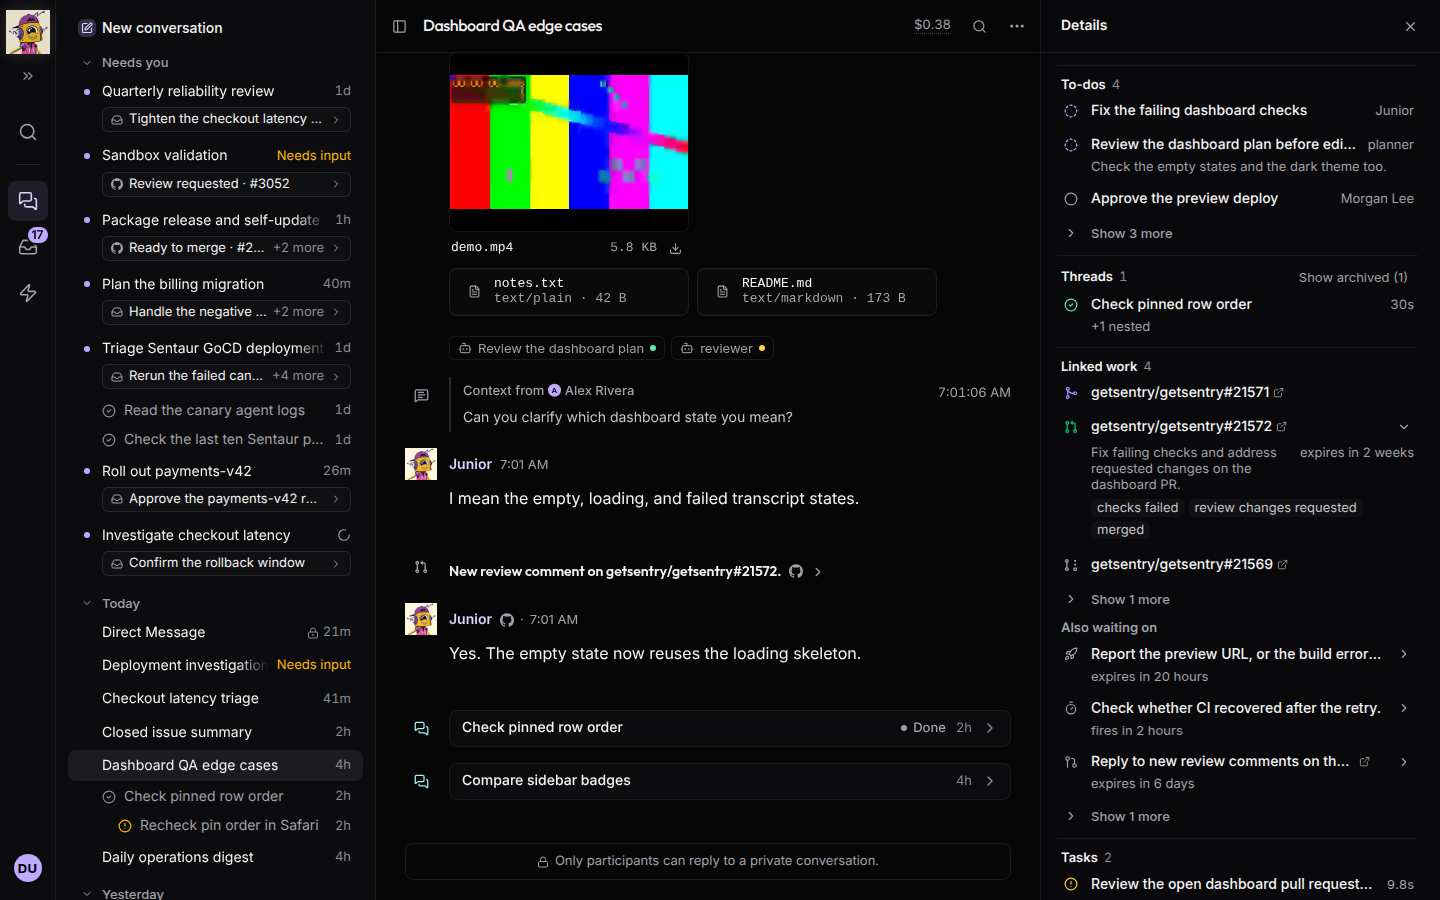 New conversation
Needs you
Quarterly reliability review 1d
Tighten the checkout latency ...
Sandbox validation Needs input
Review requested · #3052
Package release and self-update 1h
Ready to merge · #2... +2 more
Plan the billing migration 40m
Handle the negative ... +2 more
Triage Sentaur GoCD deployment 1d
Rerun the failed can... +4 more
Read the canary agent logs 1d
Check the last ten Sentaur p... 1d
Roll out payments-v42 26m
Approve the payments-v42 r...
Investigate checkout latency
Confirm the rollback window
Today
Direct Message 21m
Deployment investigation Needs input
Checkout latency triage 41m
Closed issue summary 2h
Dashboard QA edge cases 4h
Check pinned row order 2h
Recheck pin order in Safari 2h
Daily operations digest 4h
Yesterday
17
DU
Dashboard QA edge cases $0.38
demo.mp4 5.8 KB
notes.txt
text/plain · 42 B
README.md
text/markdown · 173 B
Review the dashboard plan
reviewer
Context from A Alex Rivera 7:01:06 AM
Can you clarify which dashboard state you mean?
Junior 7:01 AM
I mean the empty, loading, and failed transcript states.
New review comment on getsentry/getsentry#21572.
Junior · 7:01 AM
Yes. The empty state now reuses the loading skeleton.
Check pinned row order Done 2h
Compare sidebar badges 4h
Only participants can reply to a private conversation.
Details
To-dos 4
Fix the failing dashboard checks Junior
Review the dashboard plan before edi... planner
Check the empty states and the dark theme too.
Approve the preview deploy Morgan Lee
Show 3 more
Threads 1 Show archived (1)
Check pinned row order 30s
+1 nested
Linked work 4
getsentry/getsentry#21571
getsentry/getsentry#21572
Fix failing checks and address expires in 2 weeks
requested changes on the
dashboard PR.
checks failed review changes requested
merged
getsentry/getsentry#21569
Show 1 more
Also waiting on
Report the preview URL, or the build error...
expires in 20 hours
Check whether CI recovered after the retry.
fires in 2 hours
Reply to new review comments on th...
expires in 6 days
Show 1 more
Tasks 2
Review the open dashboard pull request... 9.8s